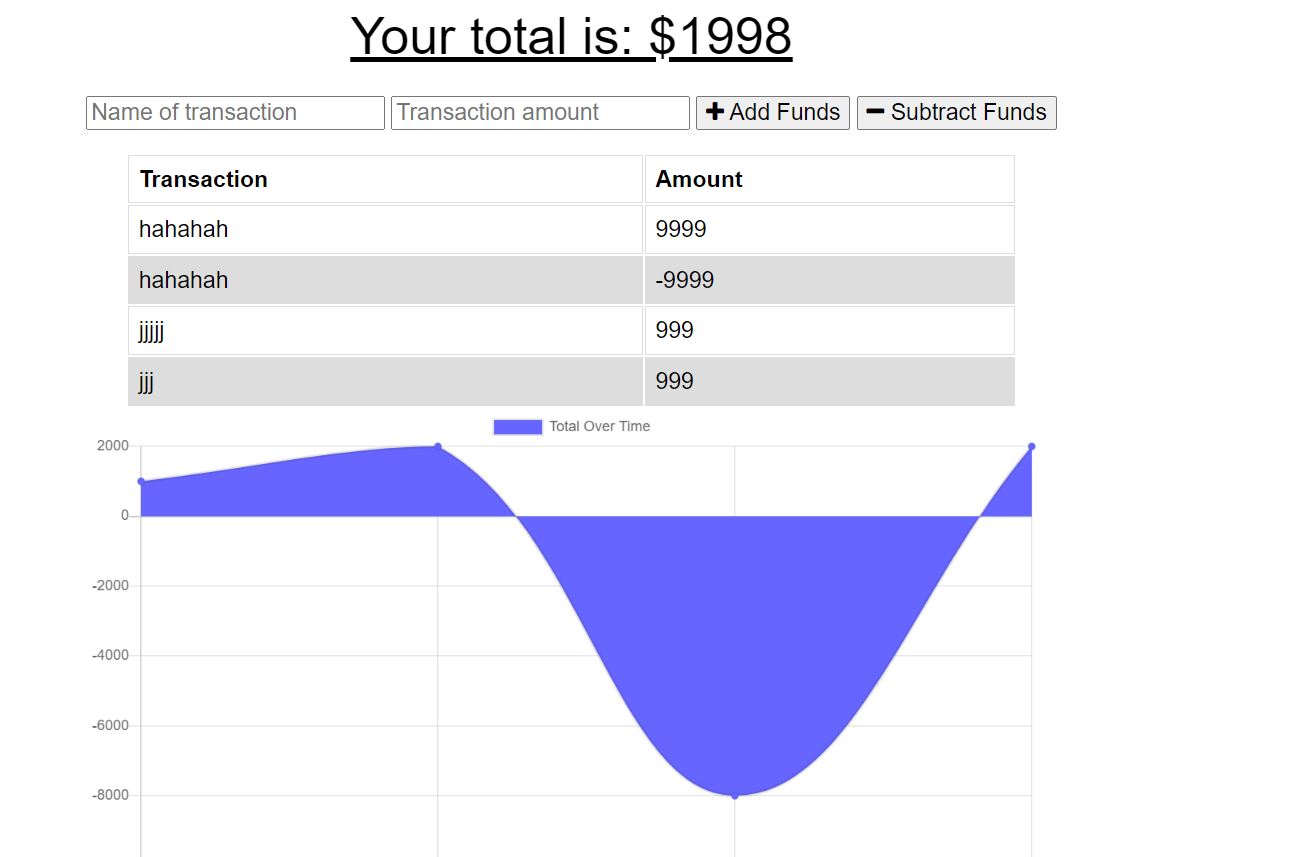 Your total is: $1998
Name of transaction Transaction amount Add Funds Subtract Funds
Transaction Amount
hahahah 9999
hahahah -9999
jjjjj 999
jjj 999
Total Over Time
2000
0
-2000
-4000
-6000
-8000